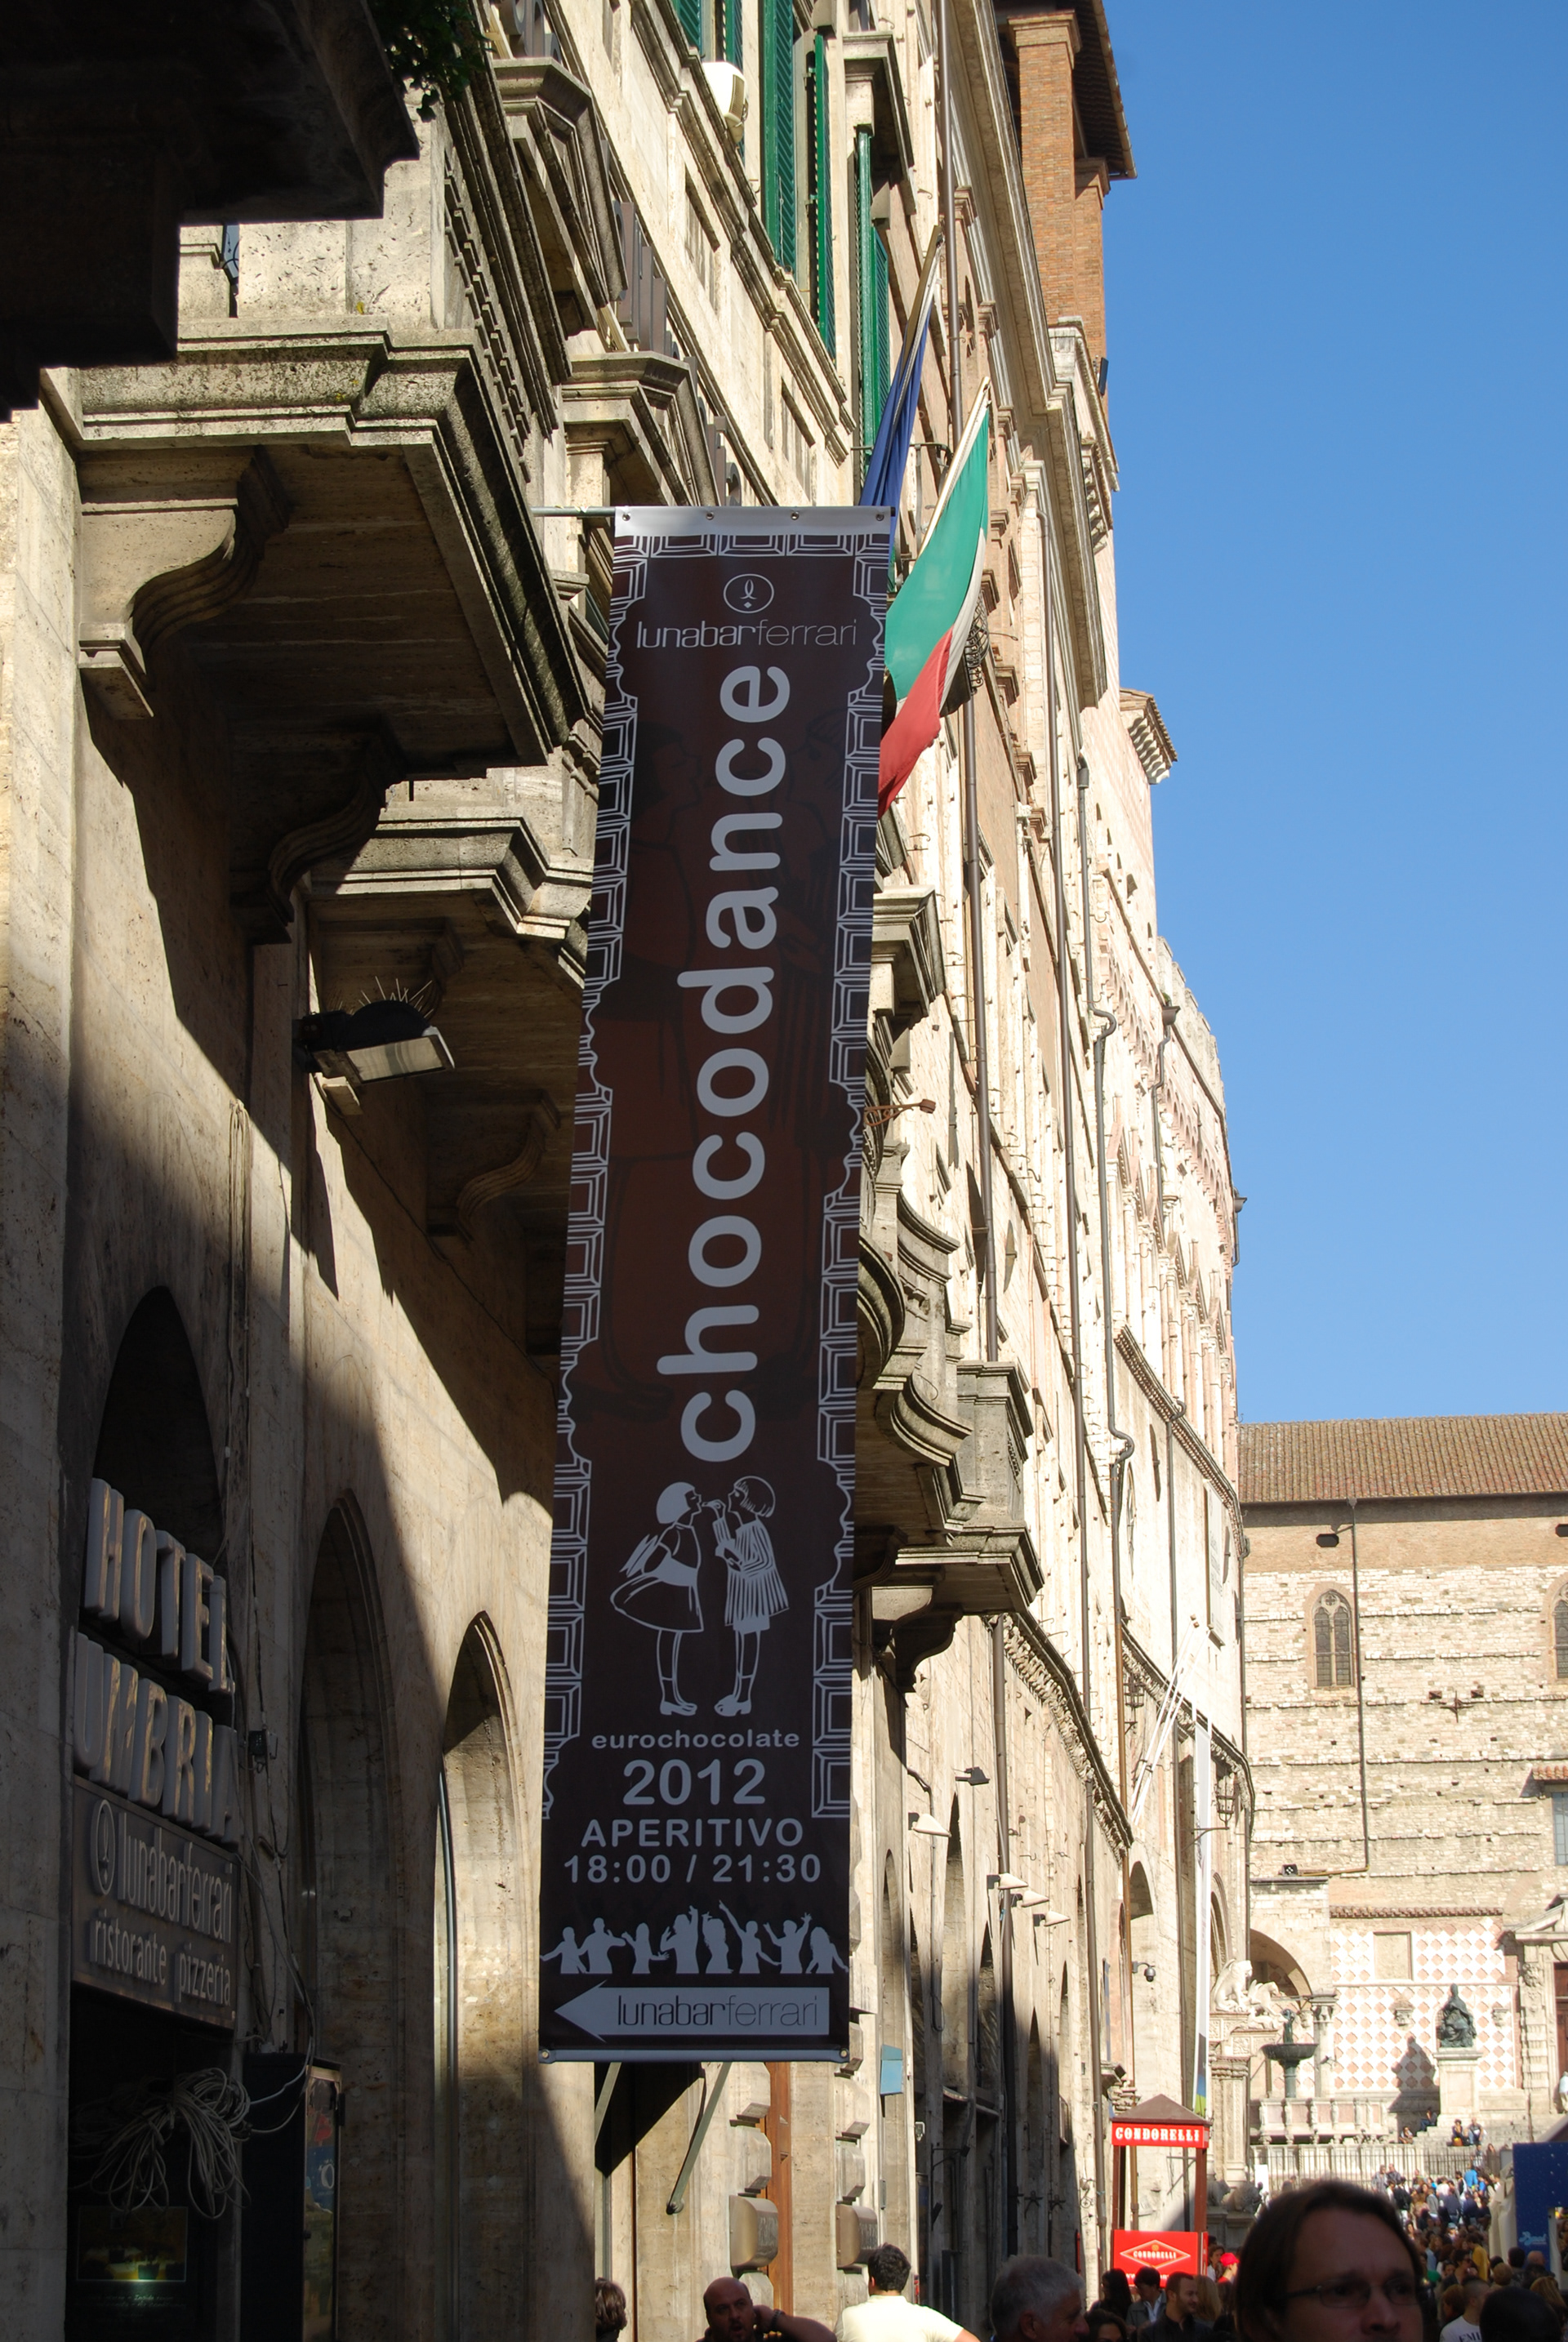 lunabarferrari
chocodance
eurochocolate
2012
APERITIVO
18:00 / 21:30
lunabarferrari
HOTEL
UMBRIA
lunabarferrari
ristorante pizzeria
CONDORELLI
CONDORELLI